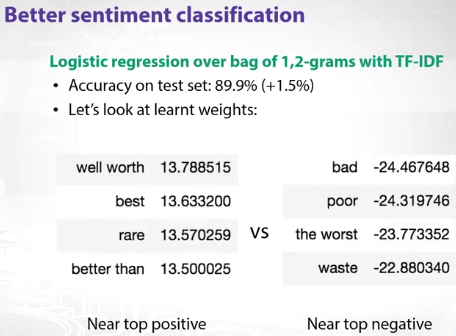 Better sentiment classification
Logistic regression over bag of 1,2-grams with TF-IDF
• Accuracy on test set: 89.9% (+1.5%)
• Let's look at learnt weights:
well worth 13.788515
best 13.633200
rare 13.570259
better than 13.500025
vs
bad -24.467648
poor -24.319746
the worst -23.773352
waste -22.880340
Near top positive
Near top negative